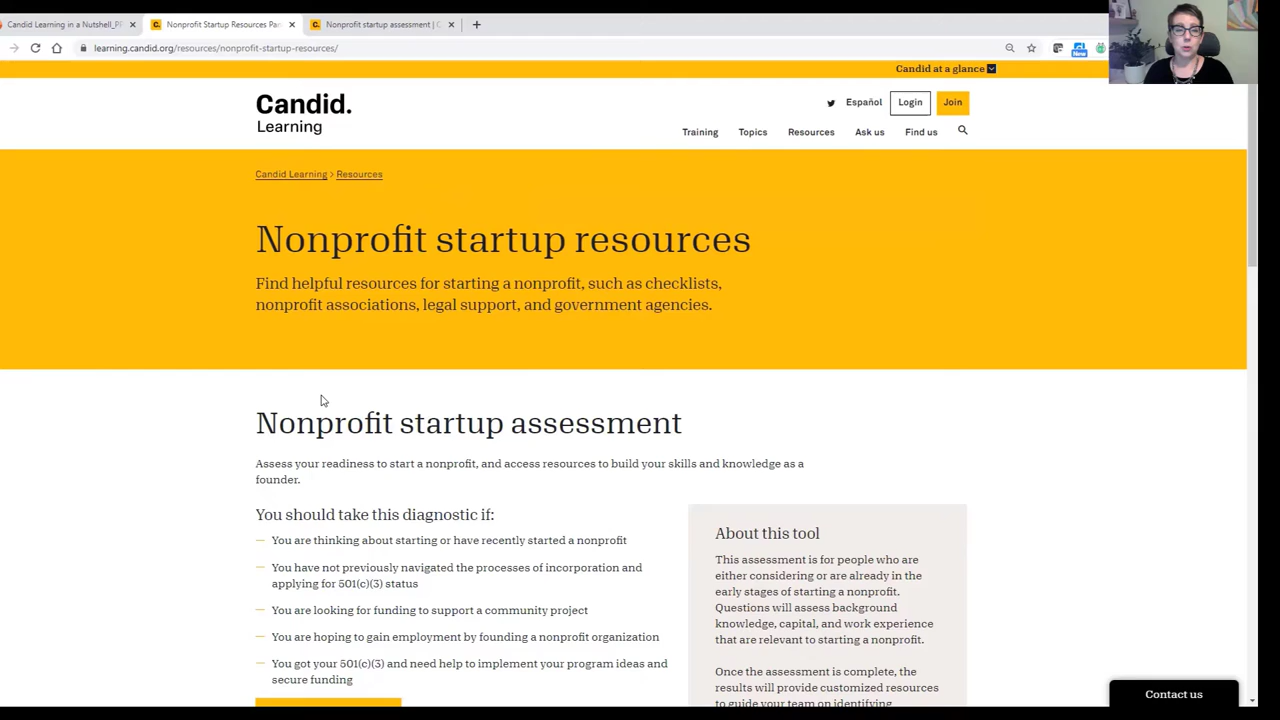 Candid Learning in a Nutshell_P
Nonprofit Startup Resources Par
Nonprofit startup assessment | C
learning.candid.org/resources/nonprofit-startup-resources/
New
Candid at a glance
Candid.
Learning
Español
Login
Join
Training
Topics
Resources
Ask us
Find us
Candid Learning > Resources
Nonprofit startup resources
Find helpful resources for starting a nonprofit, such as checklists,
nonprofit associations, legal support, and government agencies.
Nonprofit startup assessment
Assess your readiness to start a nonprofit, and access resources to build your skills and knowledge as a
founder.
You should take this diagnostic if:
— You are thinking about starting or have recently started a nonprofit
— You have not previously navigated the processes of incorporation and
applying for 501(c)(3) status
— You are looking for funding to support a community project
— You are hoping to gain employment by founding a nonprofit organization
— You got your 501(c)(3) and need help to implement your program ideas and
secure funding
About this tool
This assessment is for people who are
either considering or are already in the
early stages of starting a nonprofit.
Questions will assess background
knowledge, capital, and work experience
that are relevant to starting a nonprofit.
Once the assessment is complete, the
results will provide customized resources
to guide your team on identifying
Contact us